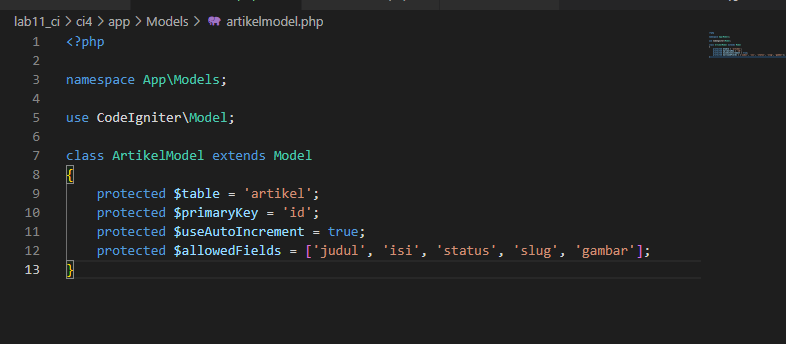 lab11_ci > ci4 > app > Models > artikelmodel.php
1 <?php
2
3 namespace App\Models;
4
5 use CodeIgniter\Model;
6
7 class ArtikelModel extends Model
8 {
9 protected $table = 'artikel';
10 protected $primaryKey = 'id';
11 protected $useAutoIncrement = true;
12 protected $allowedFields = ['judul', 'isi', 'status', 'slug', 'gambar'];
13 }